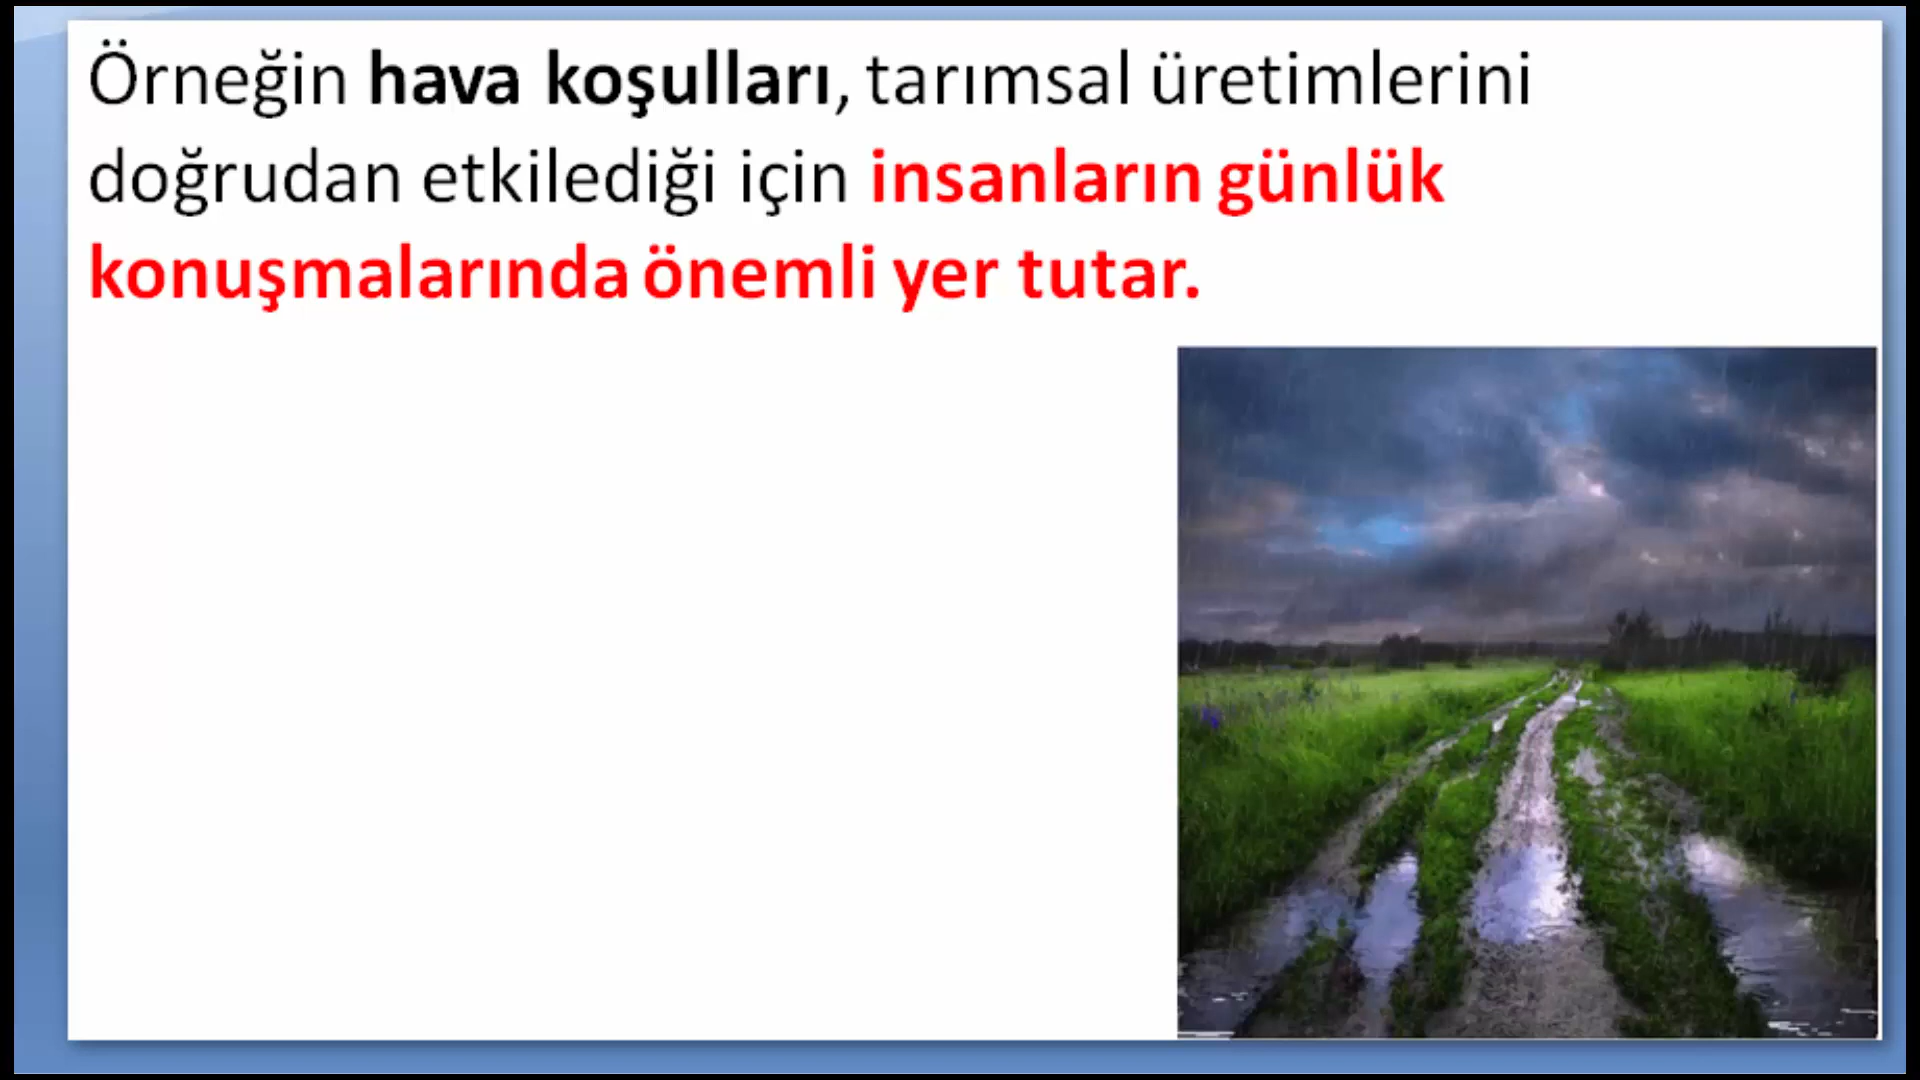 Örneğin hava koşulları, tarımsal üretimlerini
doğrudan etkilediği için insanların günlük
konuşmalarında önemli yer tutar.